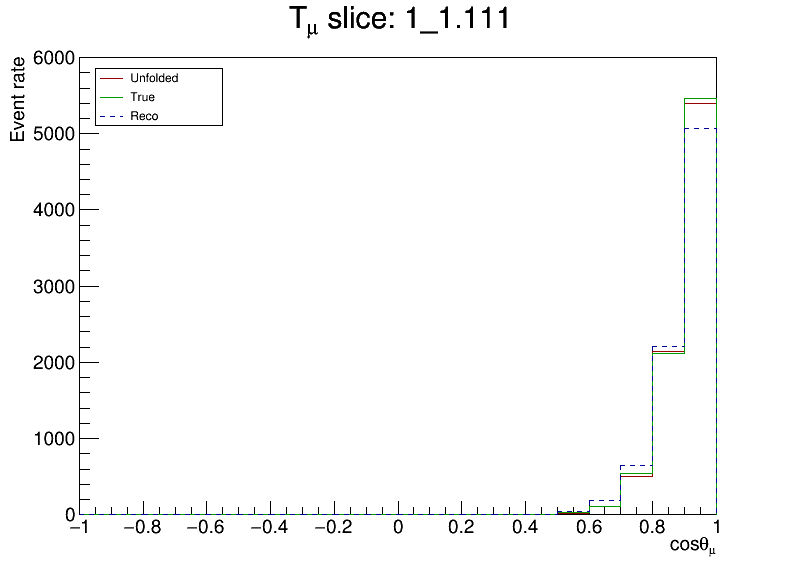 Tμ slice: 1_1.111
Event rate
6000
5000
4000
3000
2000
1000
0
Unfolded
True
Reco
−1 −0.8 −0.6 −0.4 −0.2 0 0.2 0.4 0.6 0.8 1
cosθμ